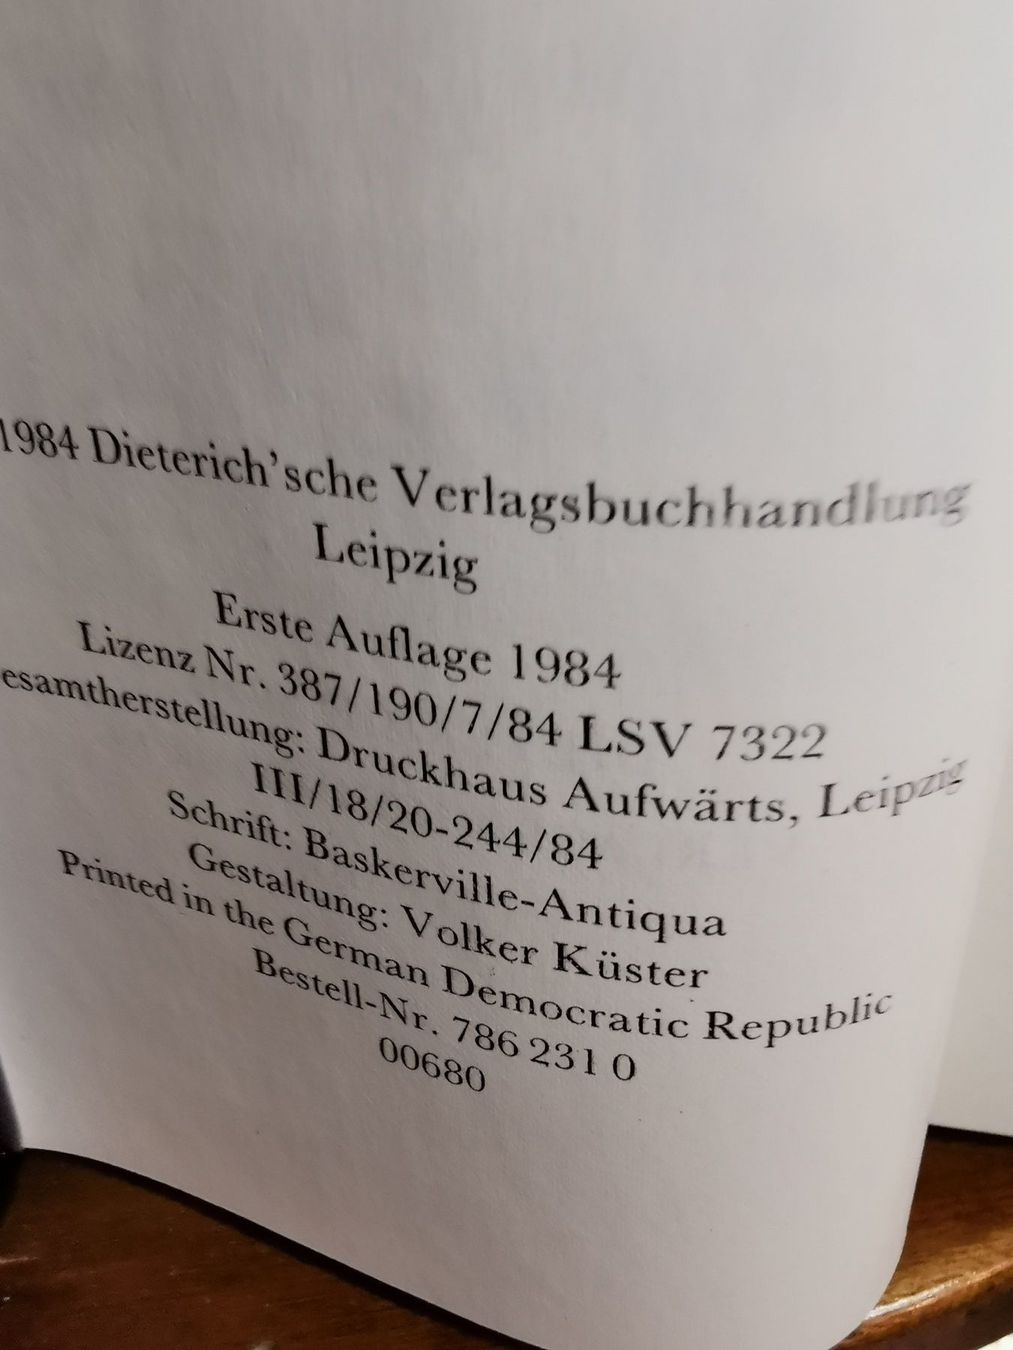 1984 Dieterich'sche Verlagsbuchhandlung
Leipzig
Erste Auflage 1984
Lizenz Nr. 387/190/7/84 LSV 7322
esamtherstellung: Druckhaus Aufwärts, Leipzig
III/18/20-244/84
Schrift: Baskerville-Antiqua
Gestaltung: Volker Küster
Printed in the German Democratic Republic
Bestell-Nr. 786 231 0
00680